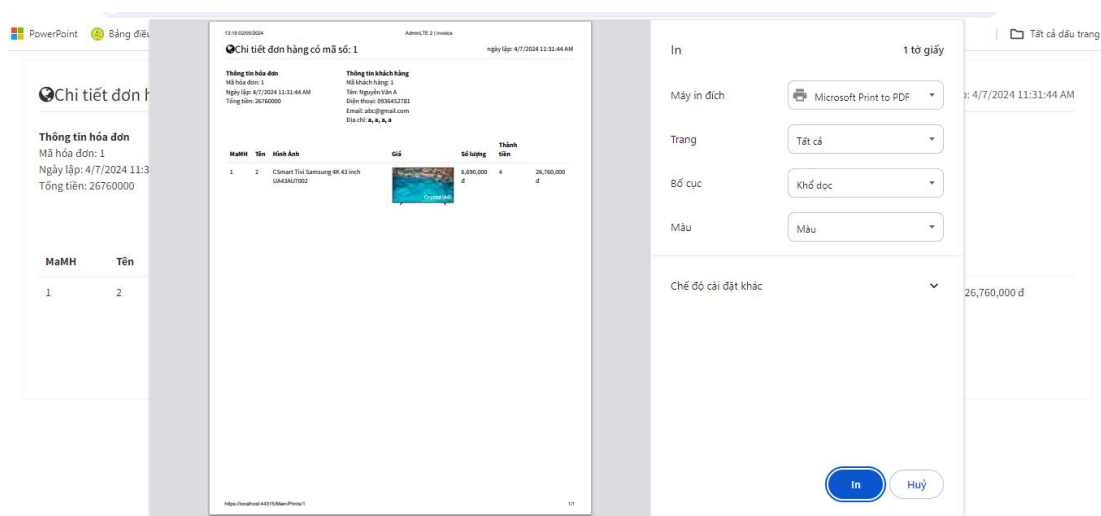 PowerPoint
Bảng điều
Tất cả dấu trang
Chi tiết đơn h
): 4/7/2024 11:31:44 AM
Thông tin hóa đơn
Mã hóa đơn: 1
Ngày lập: 4/7/2024 11:3
Tổng tiền: 26760000
MaMH Tên
1 2
26,760,000 đ
13:19 02/05/2024 AdminLTE 2 | Invoice
Chi tiết đơn hàng có mã số: 1 ngày lập: 4/7/2024 11:31:44 AM
Thông tin hóa đơn Thông tin khách hàng
Mã hóa đơn: 1 Mã khách hàng: 1
Ngày lập: 4/7/2024 11:31:44 AM Tên: Nguyễn Văn A
Tổng tiền: 26760000 Điện thoại: 0936452781
Email: abc@gmail.com
Địa chỉ: a, a, a, a
MaMH Tên Hình Ảnh Giá Số lượng Thành tiền
1 2 CSmart Tivi Samsung 4K 43 inch 6,690,000 4 26,760,000
UA43AU7002 đ đ
Crystal UHD
https://localhost:44315/Main/Prints/1 1/1
In 1 tờ giấy
Máy in đích Microsoft Print to PDF
Trang Tất cả
Bố cục Khổ dọc
Màu Màu
Chế độ cài đặt khác
In Huỷ